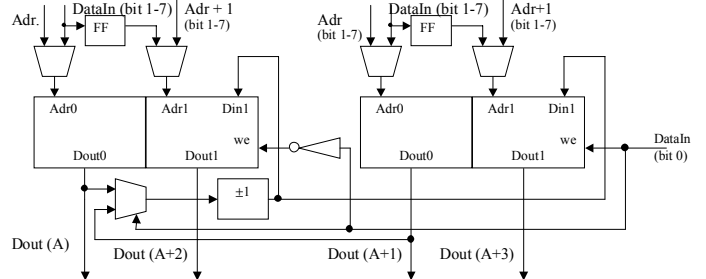 Adr.
DataIn (bit 1-7)
Adr + 1
(bit 1-7)
FF
Adr
(bit 1-7)
DataIn (bit 1-7)
Adr+1
(bit 1-7)
FF
Adr0
Adr1
Din1
we
Dout0
Dout1
Adr0
Adr1
Din1
we
Dout0
Dout1
DataIn
(bit 0)
±1
Dout (A)
Dout (A+2)
Dout (A+1)
Dout (A+3)